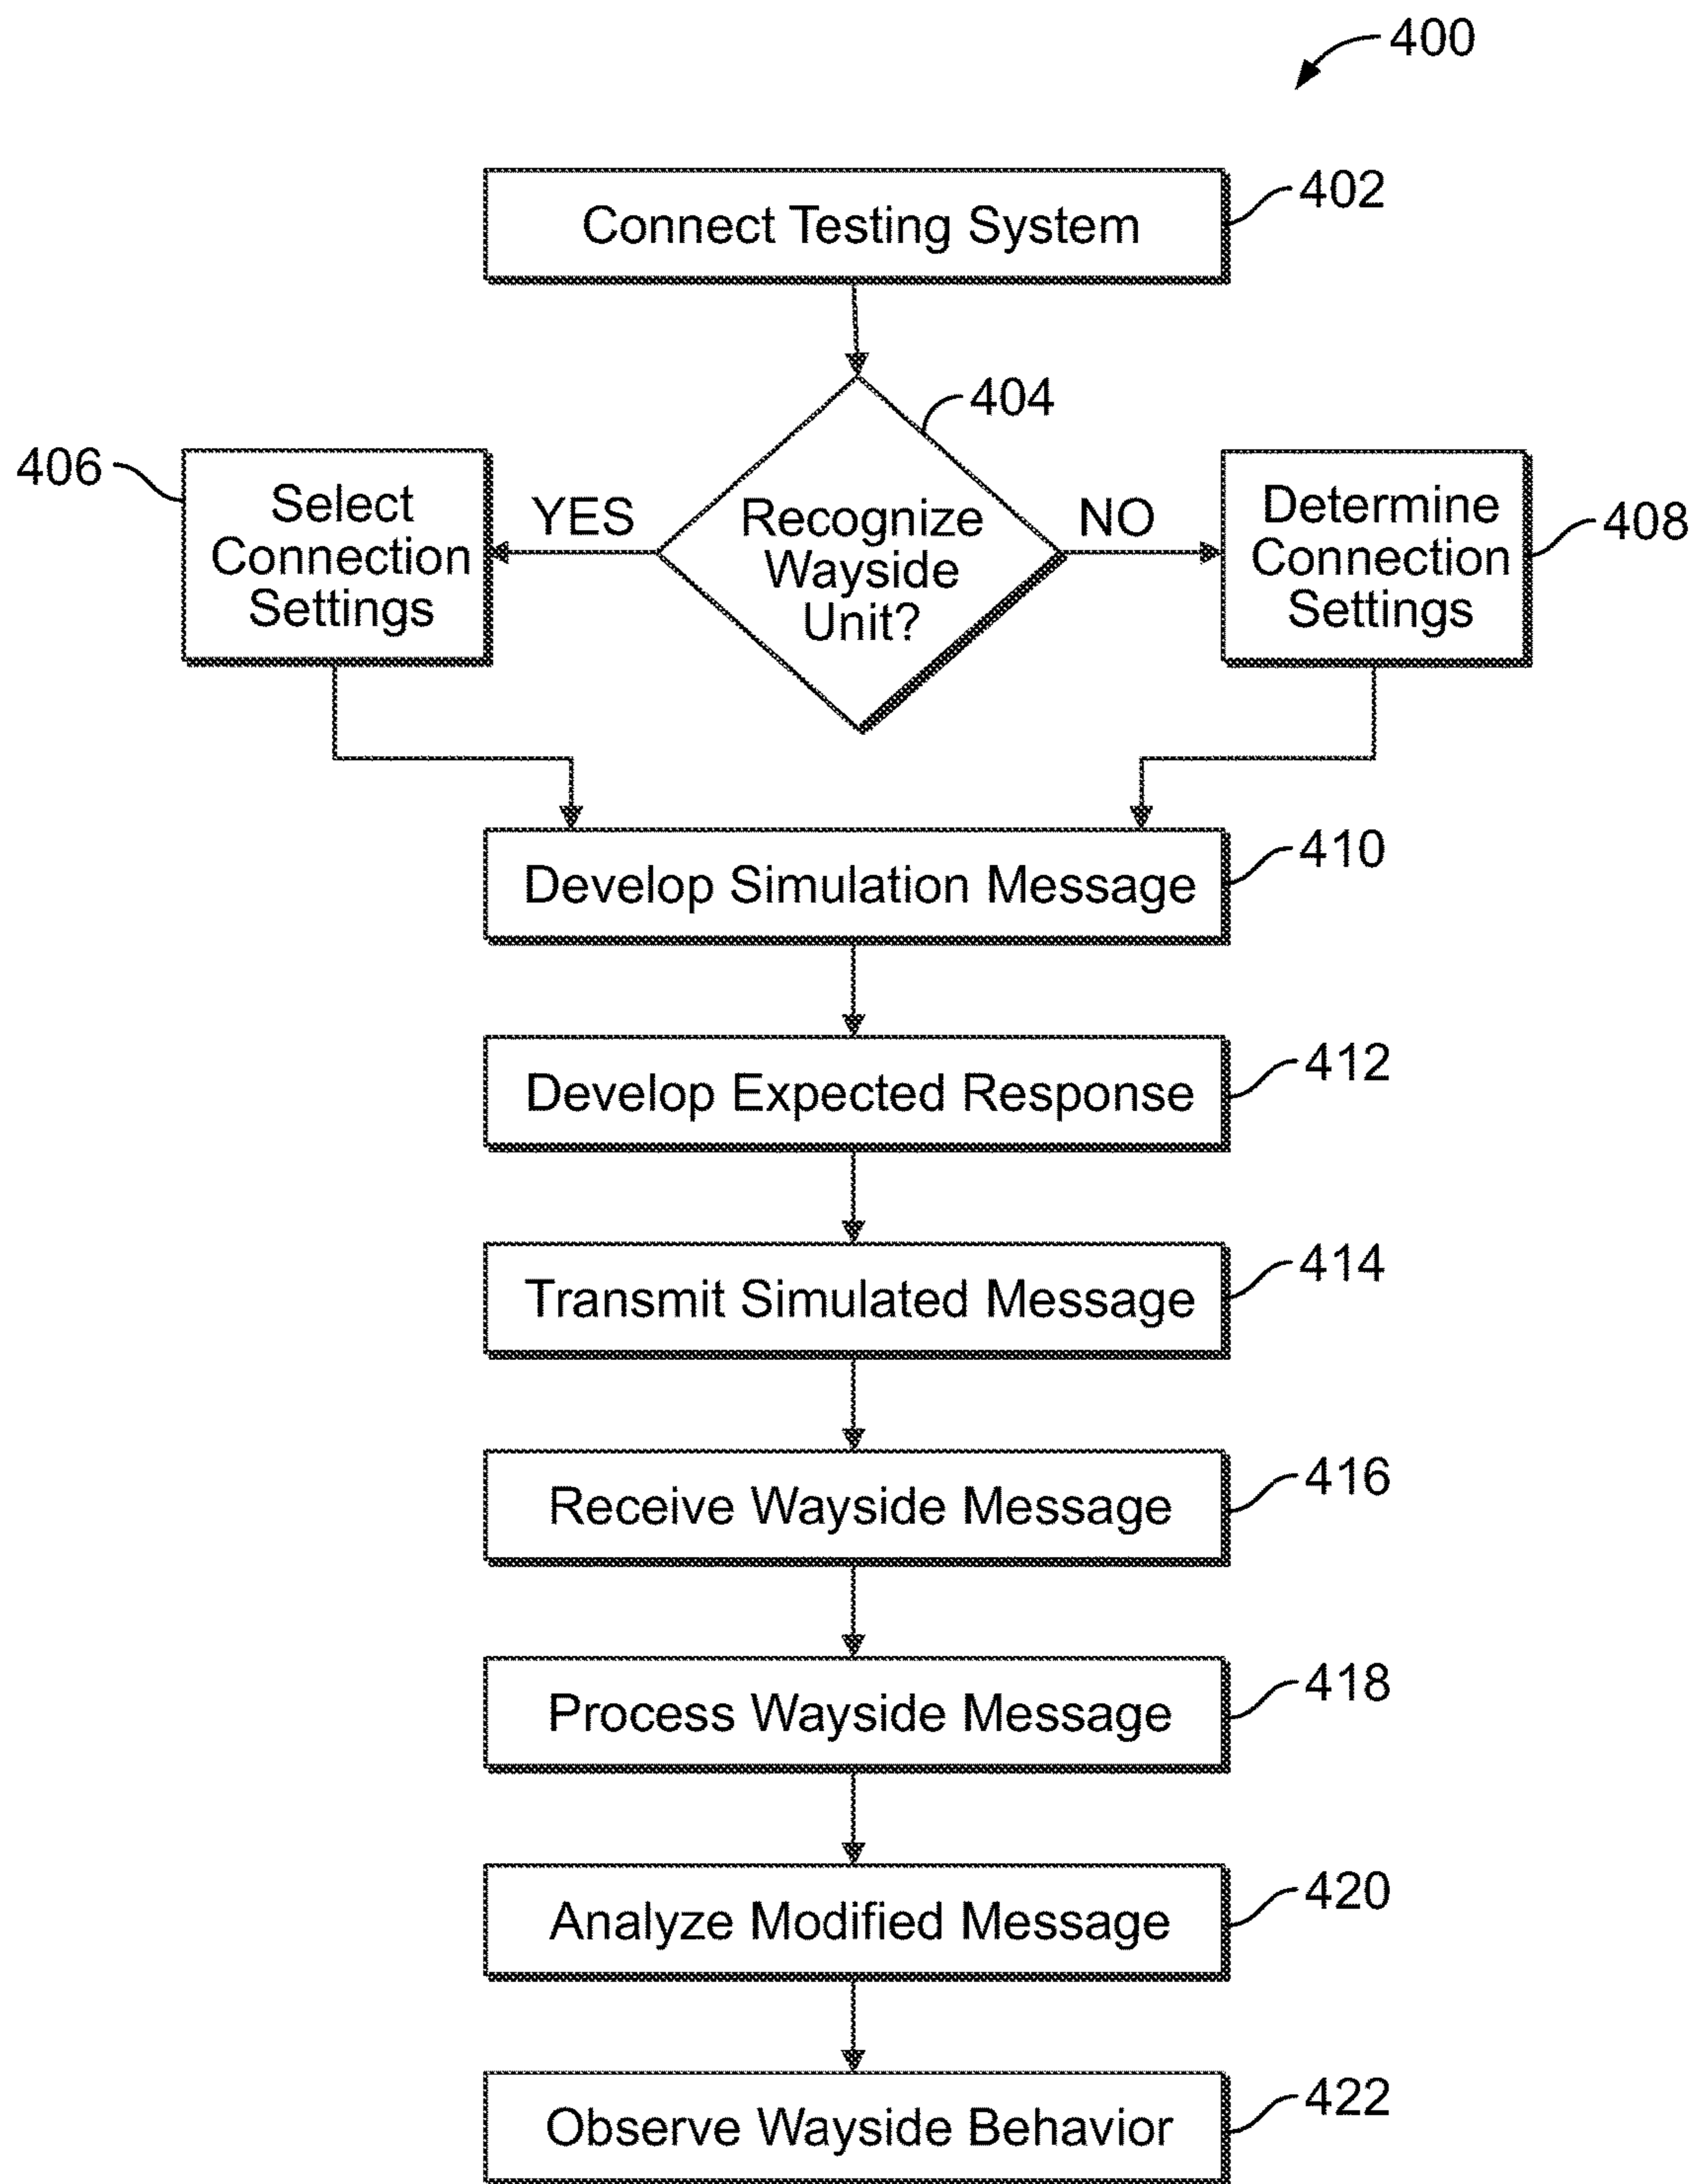 400
Connect Testing System
402
404
406
Select
Connection
Settings
YES
Recognize
Wayside
Unit?
NO
Determine
Connection
Settings
408
Develop Simulation Message
410
Develop Expected Response
412
Transmit Simulated Message
414
Receive Wayside Message
416
Process Wayside Message
418
Analyze Modified Message
420
Observe Wayside Behavior
422